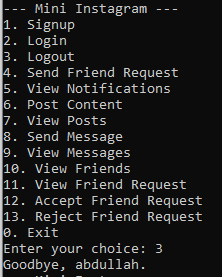 --- Mini Instagram ---
1. Signup
2. Login
3. Logout
4. Send Friend Request
5. View Notifications
6. Post Content
7. View Posts
8. Send Message
9. View Messages
10. View Friends
11. View Friend Request
12. Accept Friend Request
13. Reject Friend Request
0. Exit
Enter your choice: 3
Goodbye, abdullah.